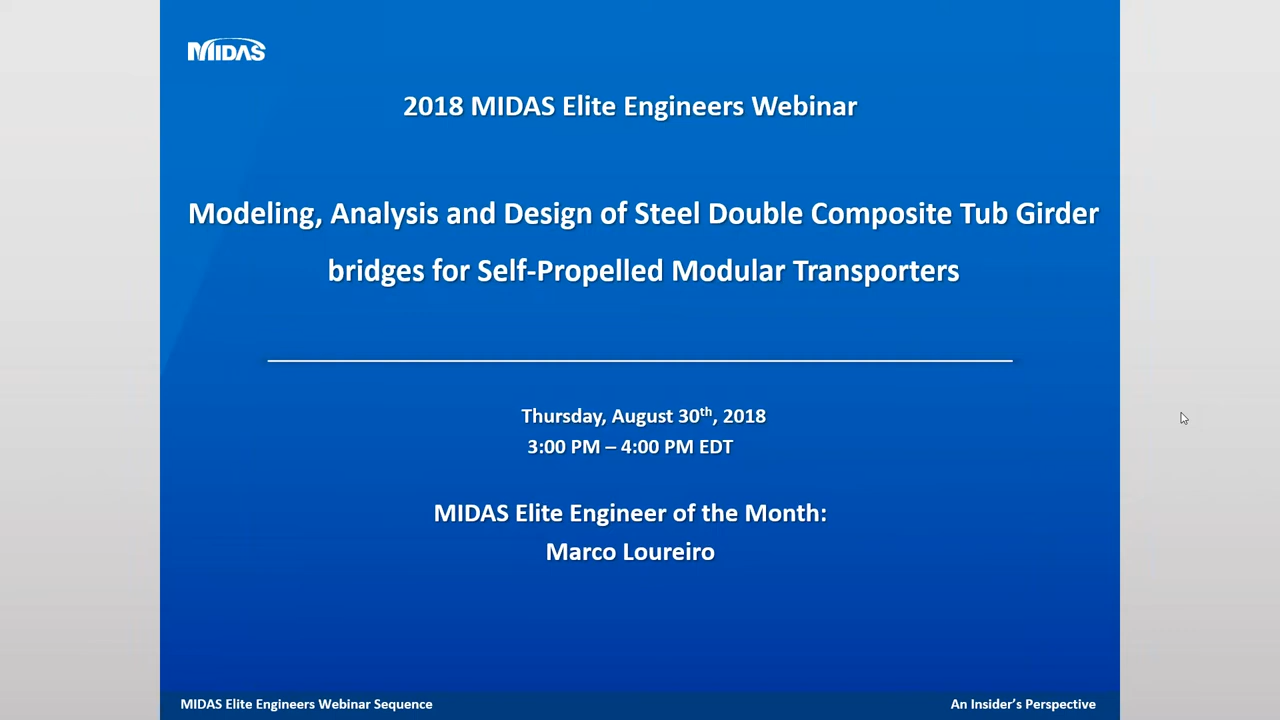 MIDAS
2018 MIDAS Elite Engineers Webinar
Modeling, Analysis and Design of Steel Double Composite Tub Girder
bridges for Self-Propelled Modular Transporters
Thursday, August 30th, 2018
3:00 PM – 4:00 PM EDT
MIDAS Elite Engineer of the Month:
Marco Loureiro
MIDAS Elite Engineers Webinar Sequence
An Insider's Perspective